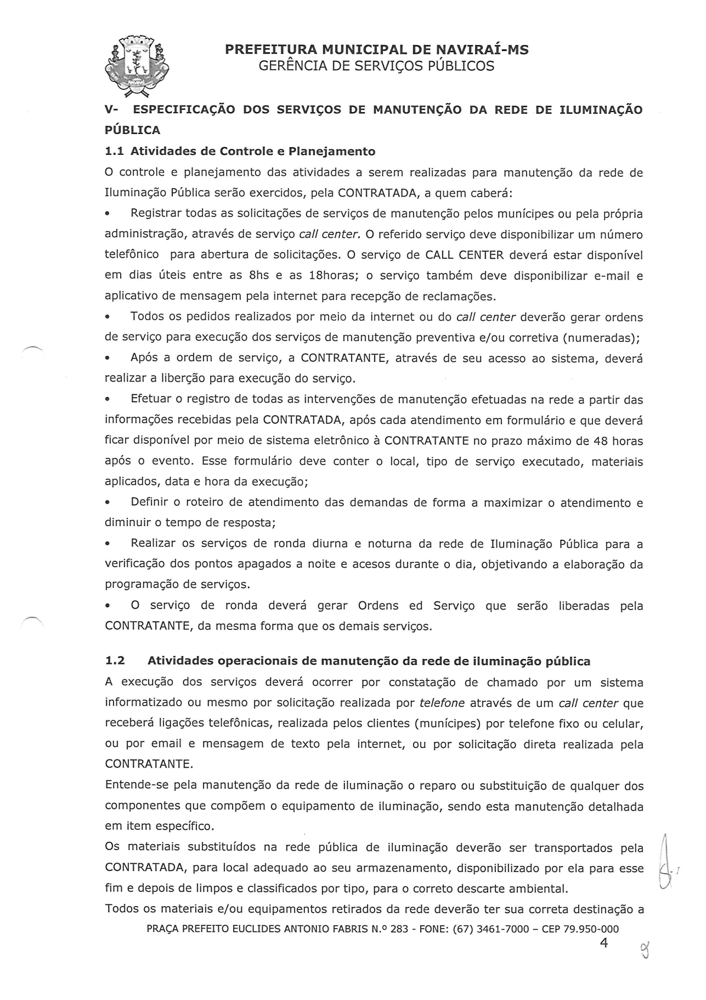 PREFEITURA MUNICIPAL DE NAVIRAÍ-MS
GERÊNCIA DE SERVIÇOS PÚBLICOS
V- ESPECIFICAÇÃO DOS SERVIÇOS DE MANUTENÇÃO DA REDE DE ILUMINAÇÃO
PÚBLICA
1.1 Atividades de Controle e Planejamento
O controle e planejamento das atividades a serem realizadas para manutenção da rede de
Iluminação Pública serão exercidos, pela CONTRATADA, a quem caberá:
• Registrar todas as solicitações de serviços de manutenção pelos munícipes ou pela própria
administração, através de serviço call center. O referido serviço deve disponibilizar um número
telefônico para abertura de solicitações. O serviço de CALL CENTER deverá estar disponível
em dias úteis entre as 8hs e as 18horas; o serviço também deve disponibilizar e-mail e
aplicativo de mensagem pela internet para recepção de reclamações.
• Todos os pedidos realizados por meio da internet ou do call center deverão gerar ordens
de serviço para execução dos serviços de manutenção preventiva e/ou corretiva (numeradas);
• Após a ordem de serviço, a CONTRATANTE, através de seu acesso ao sistema, deverá
realizar a liberção para execução do serviço.
• Efetuar o registro de todas as intervenções de manutenção efetuadas na rede a partir das
informações recebidas pela CONTRATADA, após cada atendimento em formulário e que deverá
ficar disponível por meio de sistema eletrônico à CONTRATANTE no prazo máximo de 48 horas
após o evento. Esse formulário deve conter o local, tipo de serviço executado, materiais
aplicados, data e hora da execução;
• Definir o roteiro de atendimento das demandas de forma a maximizar o atendimento e
diminuir o tempo de resposta;
• Realizar os serviços de ronda diurna e noturna da rede de Iluminação Pública para a
verificação dos pontos apagados a noite e acesos durante o dia, objetivando a elaboração da
programação de serviços.
• O serviço de ronda deverá gerar Ordens ed Serviço que serão liberadas pela
CONTRATANTE, da mesma forma que os demais serviços.
1.2 Atividades operacionais de manutenção da rede de iluminação pública
A execução dos serviços deverá ocorrer por constatação de chamado por um sistema
informatizado ou mesmo por solicitação realizada por telefone através de um call center que
receberá ligações telefônicas, realizada pelos clientes (munícipes) por telefone fixo ou celular,
ou por email e mensagem de texto pela internet, ou por solicitação direta realizada pela
CONTRATANTE.
Entende-se pela manutenção da rede de iluminação o reparo ou substituição de qualquer dos
componentes que compõem o equipamento de iluminação, sendo esta manutenção detalhada
em item específico.
Os materiais substituídos na rede pública de iluminação deverão ser transportados pela
CONTRATADA, para local adequado ao seu armazenamento, disponibilizado por ela para esse
fim e depois de limpos e classificados por tipo, para o correto descarte ambiental.
Todos os materiais e/ou equipamentos retirados da rede deverão ter sua correta destinação a
PRAÇA PREFEITO EUCLIDES ANTONIO FABRIS N.º 283 - FONE: (67) 3461-7000 – CEP 79.950-000
4